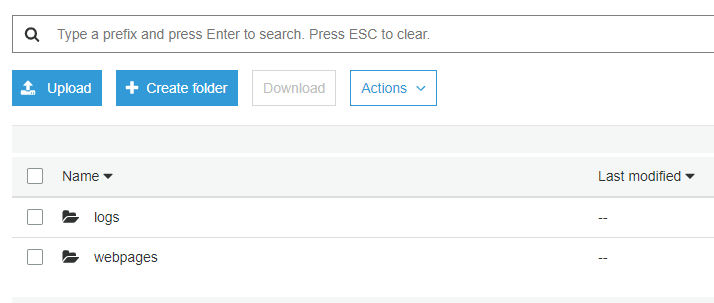 Type a prefix and press Enter to search. Press ESC to clear.
Upload Create folder Download Actions
Name Last modified
logs --
webpages --